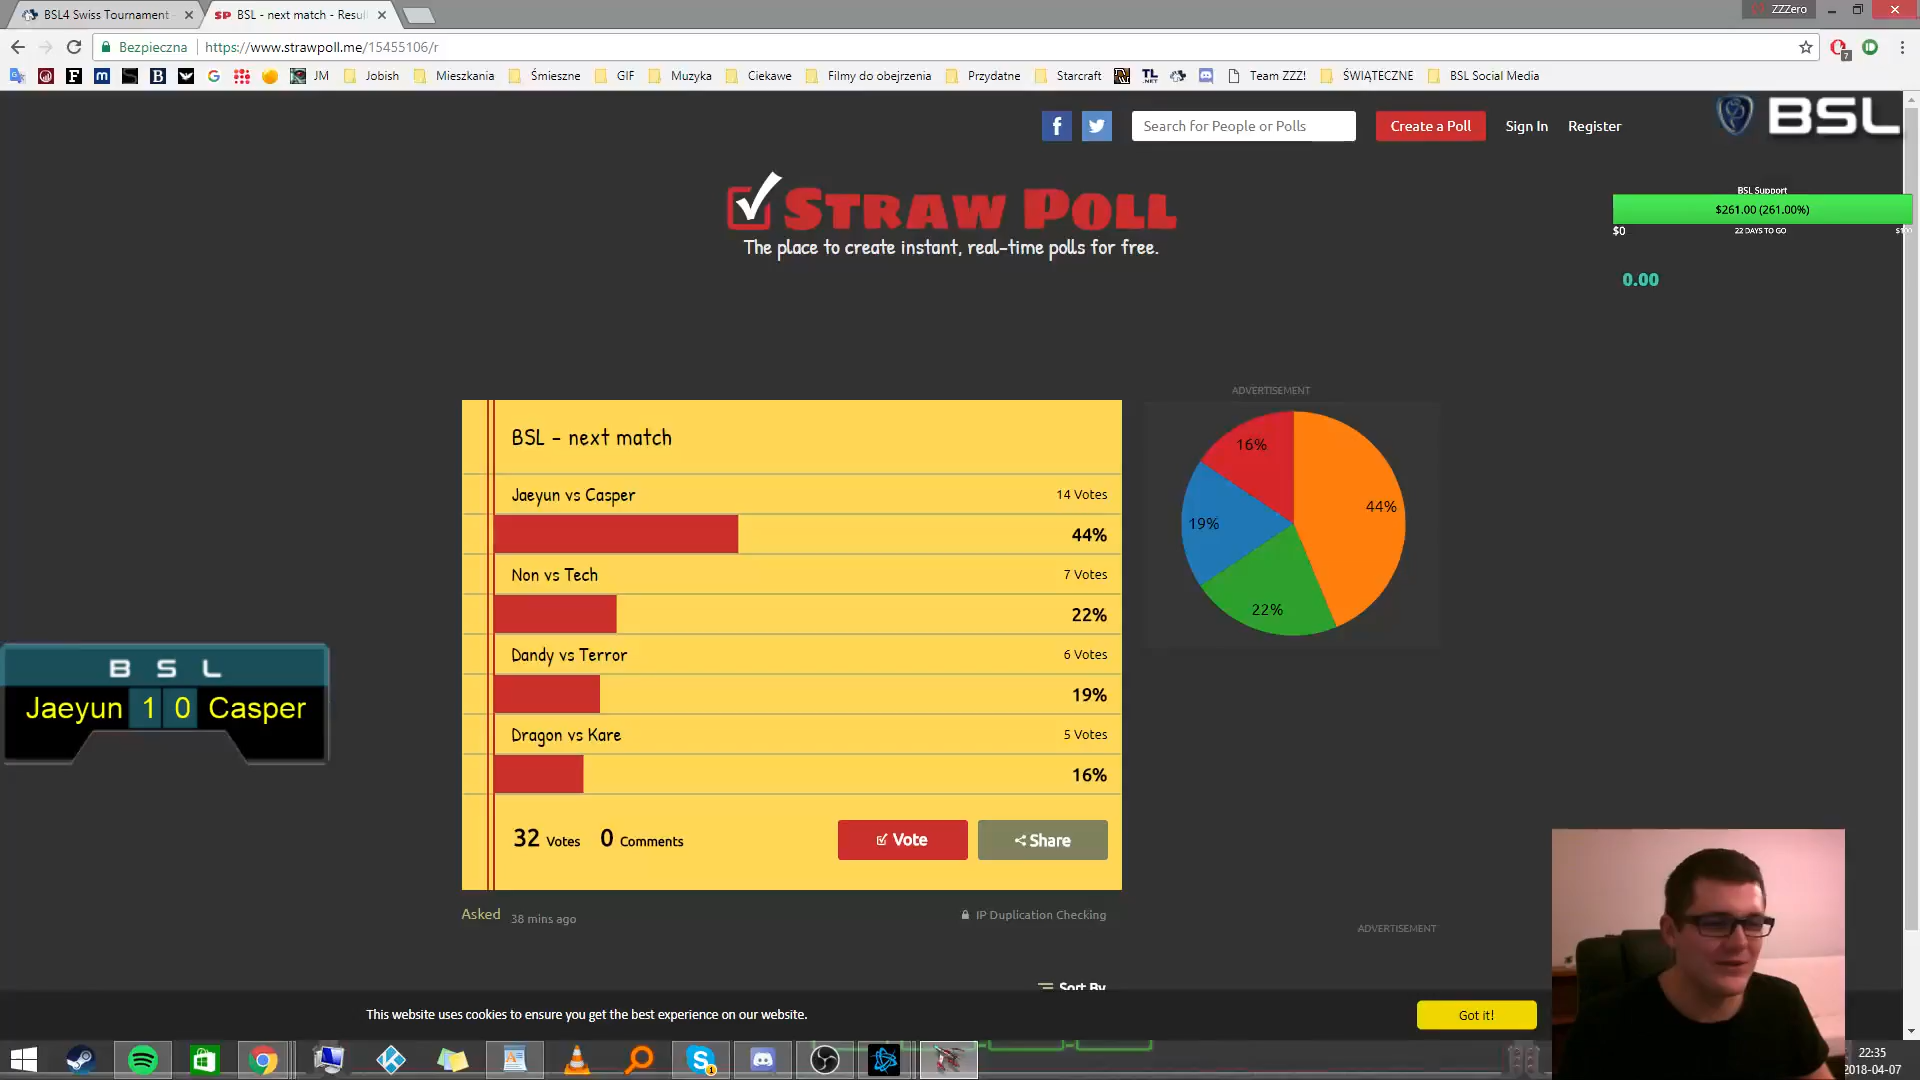 BSL4 Swiss Tournament
BSL - next match - Resul
ZZZero
Bezpieczna
https://www.strawpoll.me/15455106/r
7
JM
Jobish
Mieszkania
Śmieszne
GIF
Muzyka
Ciekawe
Filmy do obejrzenia
Przydatne
Starcraft
TL
Team ZZZ!
ŚWIĄTECZNE
BSL Social Media
Search for People or Polls
Create a Poll
Sign In
Register
BSL
STRAW POLL
The place to create instant, real-time polls for free.
BSL Support
$261.00 (261.00%)
$0
22 DAYS TO GO
0.00
ADVERTISEMENT
BSL - next match
Jaeyun vs Casper 14 Votes
44%
Non vs Tech 7 Votes
22%
Dandy vs Terror 6 Votes
19%
Dragon vs Kare 5 Votes
16%
32 Votes 0 Comments
Vote
Share
16%
44%
19%
22%
B S L
Jaeyun 1 0 Casper
Asked 38 mins ago
IP Duplication Checking
ADVERTISEMENT
Sort By
This website uses cookies to ensure you get the best experience on our website.
Got it!
22:35
2018-04-07